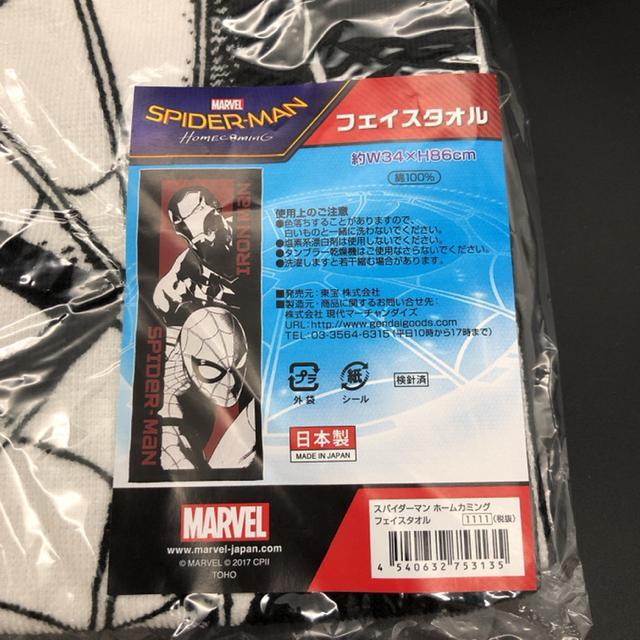 MARVEL
SPIDER-MAN
HOMECOMING
フェイスタオル
約W34×H86cm
綿100%
IRON MAN
SPIDER-MAN
使用上のご注意
●色落ちすることがありますので、
白いものと一緒に洗わないでください。
●塩素系漂白剤は使用しないでください。
●タンブラー乾燥機はご使用なさらないでください。
●洗濯しますと若干縮む場合があります。
■発売元：東宝 株式会社
■製造元・商品に関するお問い合せ先：
株式会社 現代マーチャンダイズ
URL：http://www.gendaigoods.com
TEL：03-3564-6315(平日10時から17時まで)
プラ
外袋
紙
シール
検針済
日本製
MADE IN JAPAN
MARVEL
www.marvel-japan.com
© MARVEL © 2017 CPII
TOHO
スパイダーマン ホームカミング
フェイスタオル 1111 (税抜)
4 540632 753135